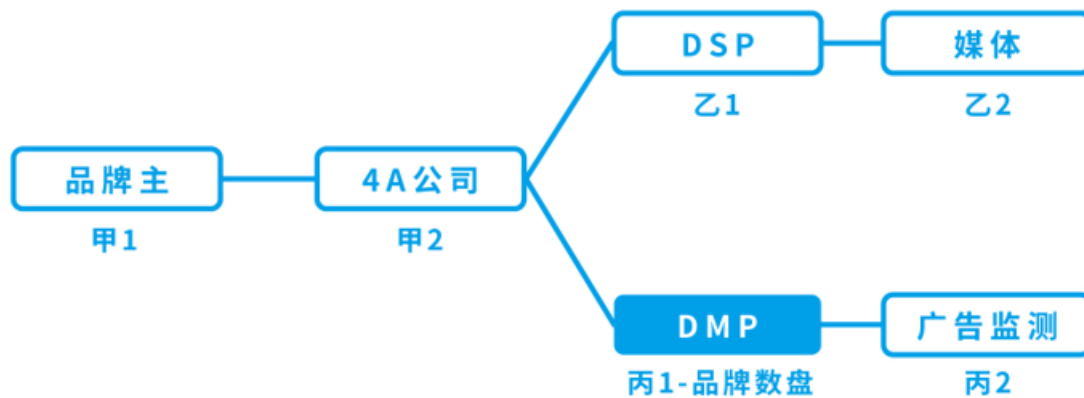 DSP
媒体
乙1
乙2
品牌主
4A公司
甲1
甲2
DMP
广告监测
丙1-品牌数盘
丙2